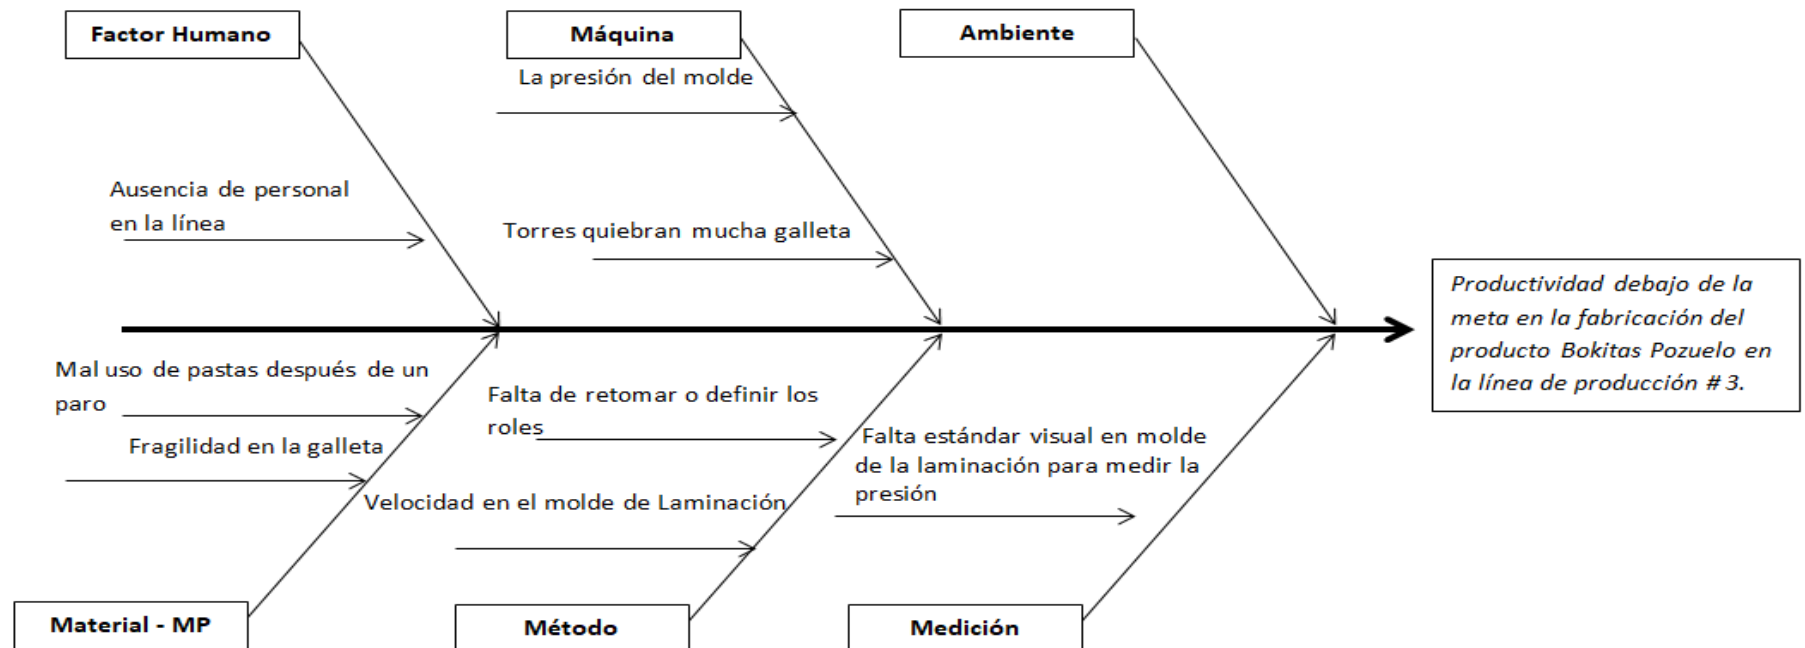 Factor Humano
Máquina
Ambiente
La presión del molde
Ausencia de personal
en la línea
Torres quiebran mucha galleta
Productividad debajo de la
meta en la fabricación del
producto Bokitas Pozuelo en
la línea de producción # 3.
Mal uso de pastas después de un
paro
Fragilidad en la galleta
Falta de retomar o definir los
roles
Velocidad en el molde de Laminación
Falta estándar visual en molde
de la laminación para medir la
presión
Material - MP
Método
Medición